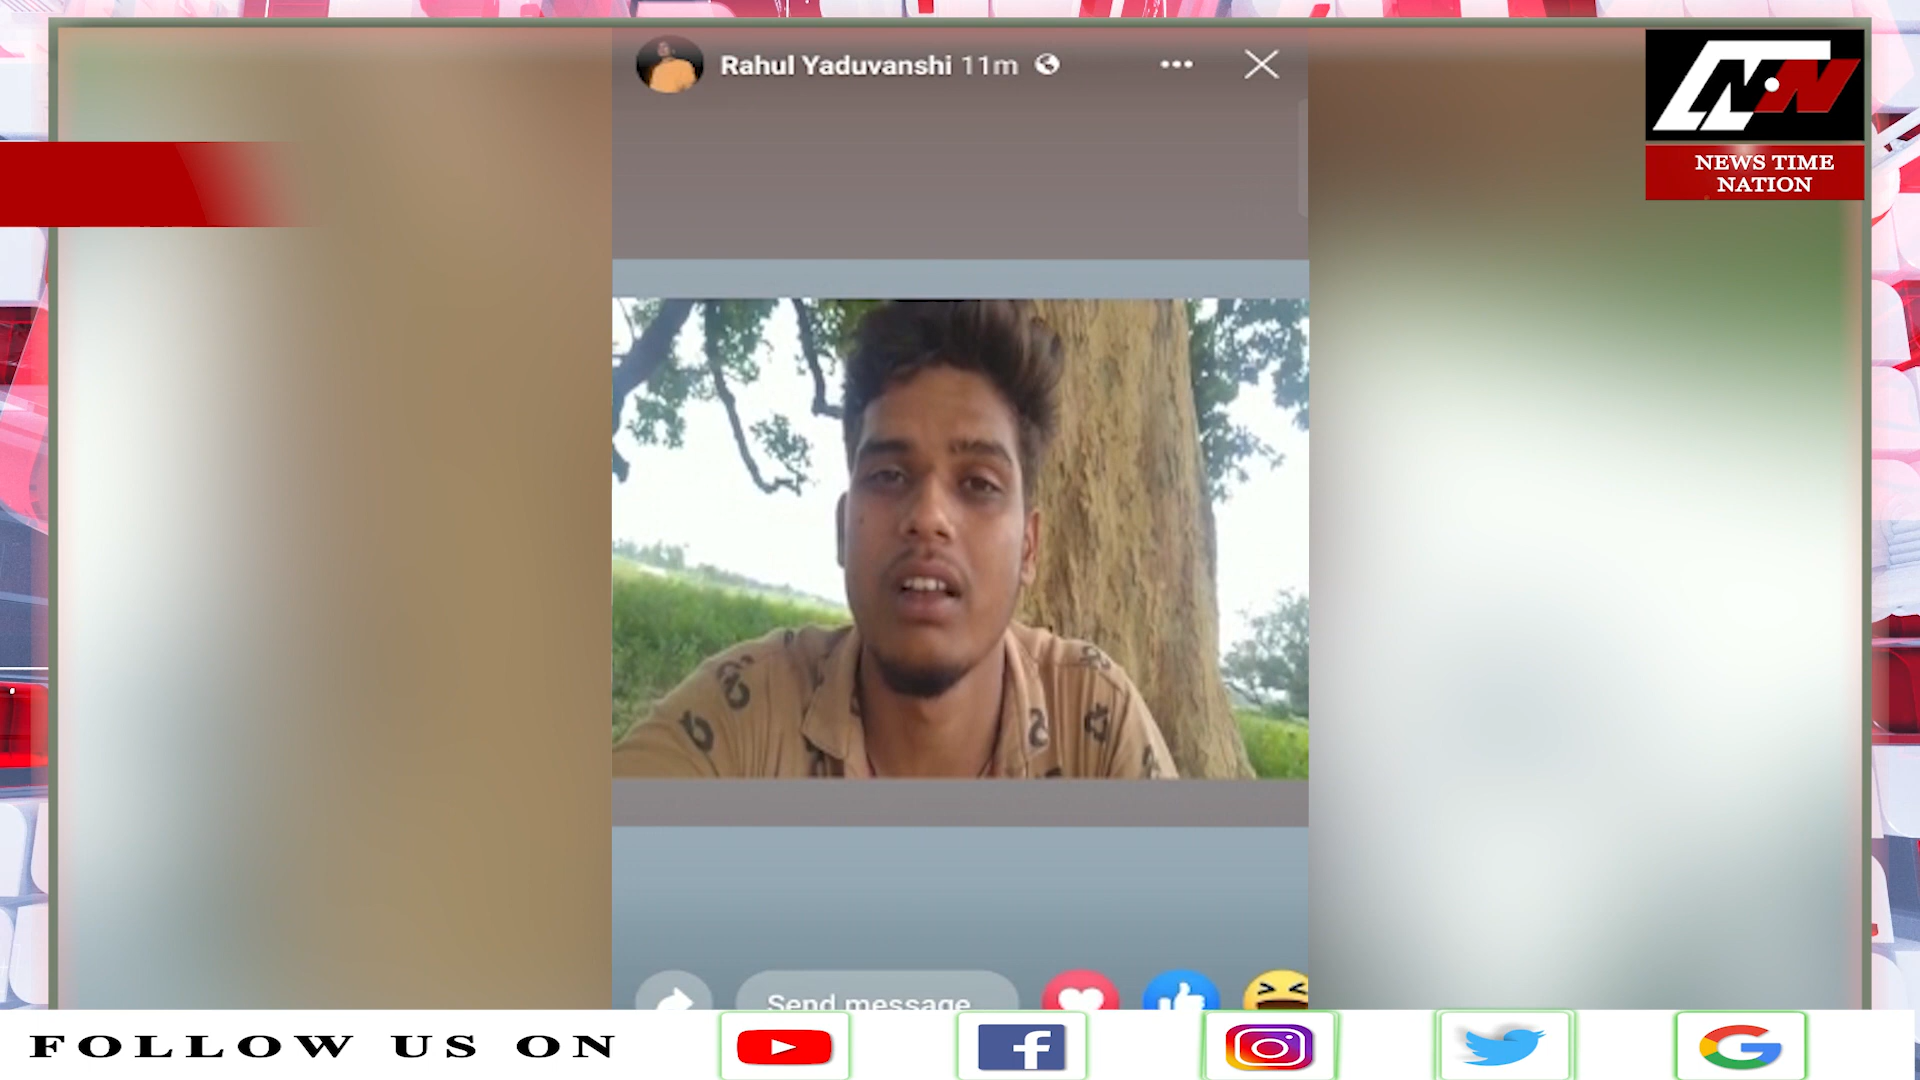 Rahul Yaduvanshi 11m
NEWS TIME
NATION
Send message
FOLLOW US ON